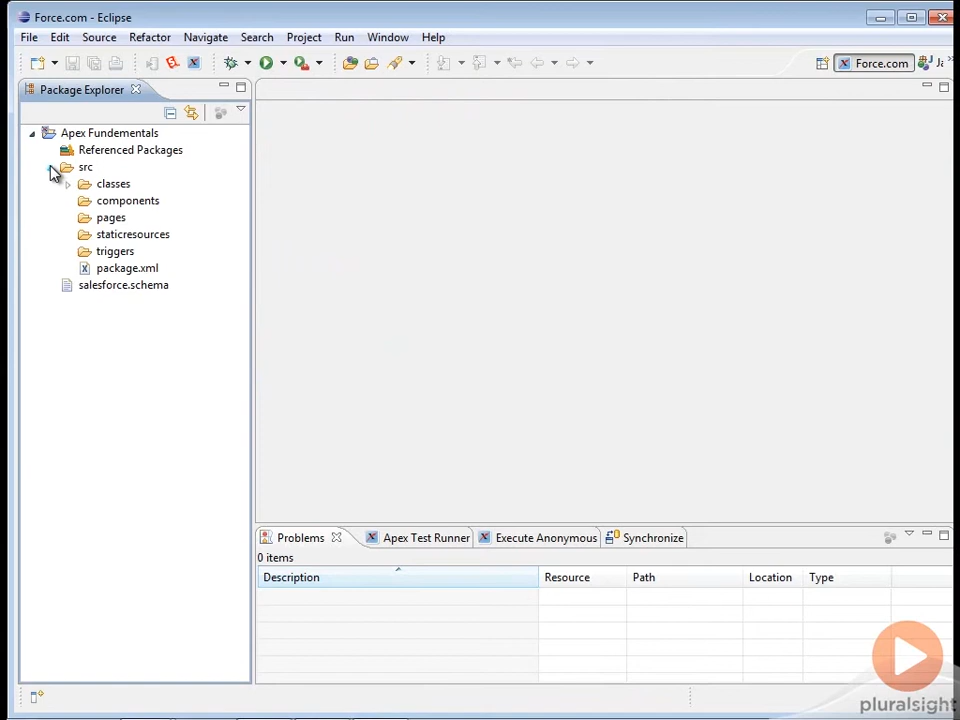 Force.com - Eclipse
File Edit Source Refactor Navigate Search Project Run Window Help
Force.com
Package Explorer
Apex Fundementals
Referenced Packages
src
classes
components
pages
staticresources
triggers
package.xml
salesforce.schema
Problems Apex Test Runner Execute Anonymous Synchronize
0 items
Description Resource Path Location Type
pluralsight